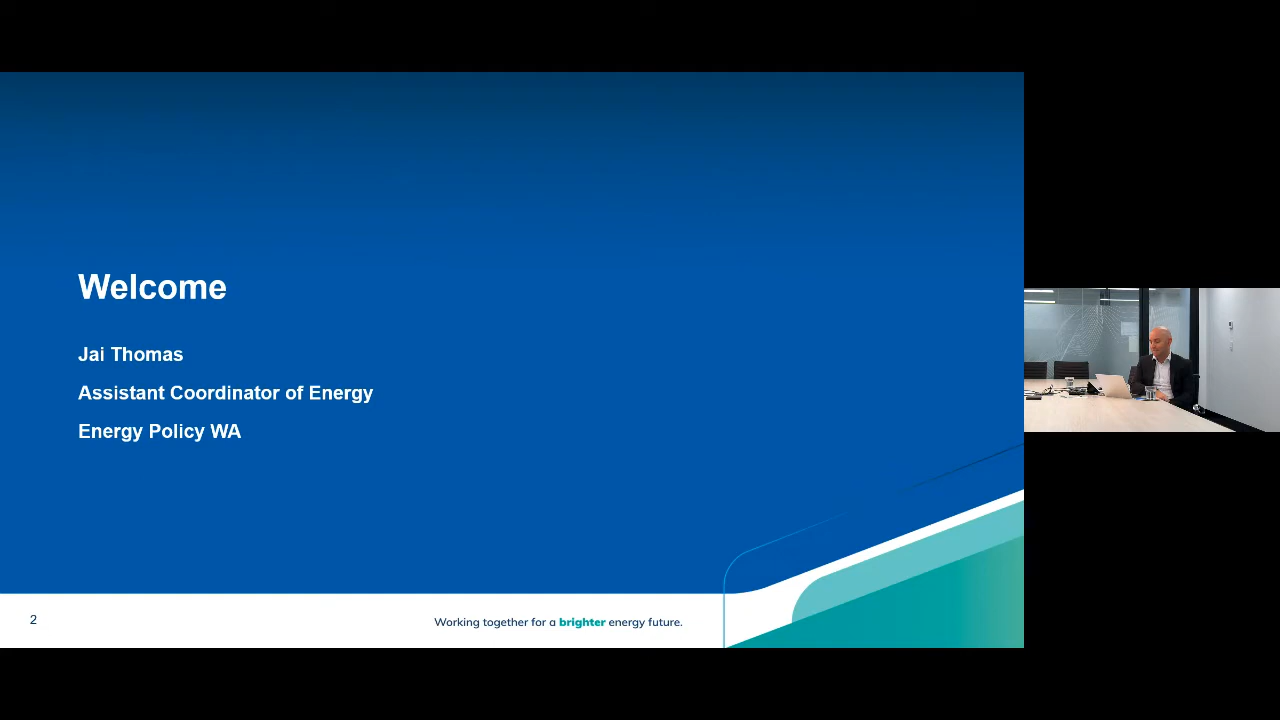 Welcome
Jai Thomas
Assistant Coordinator of Energy
Energy Policy WA
2
Working together for a brighter energy future.